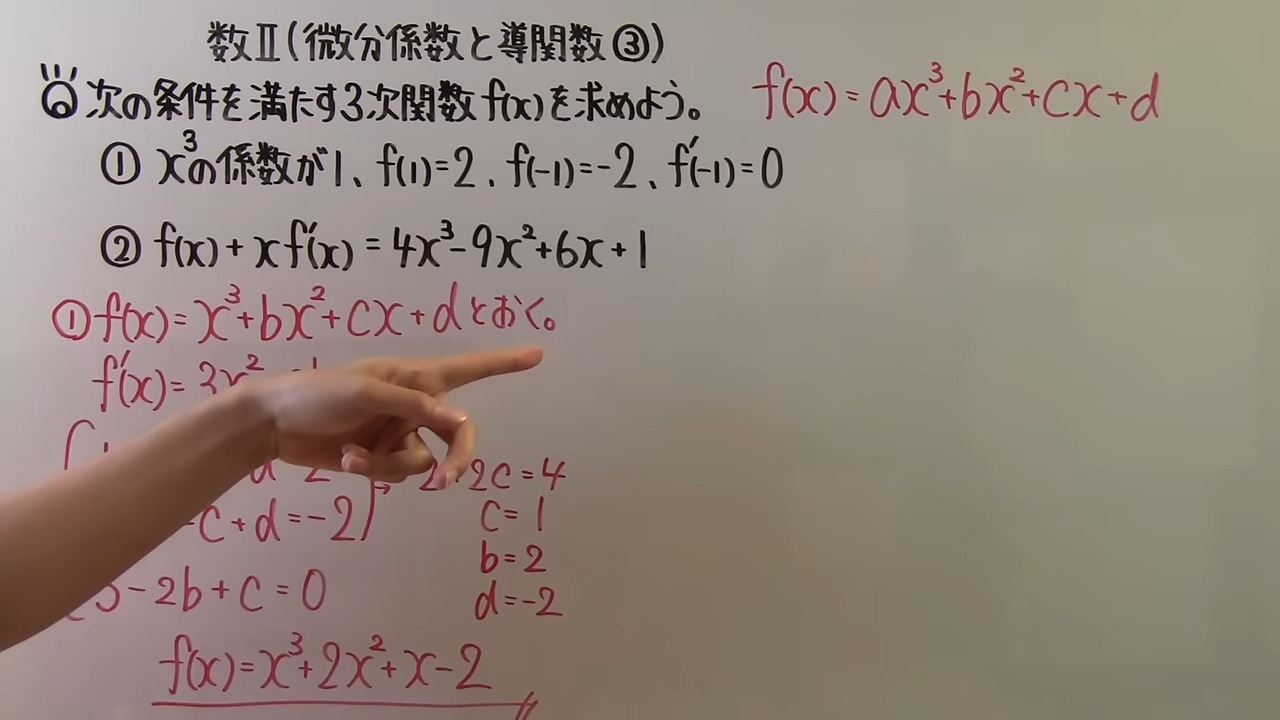 数Ⅱ(微分係数と導関数③)
次の条件を満たす3次関数f(x)を求めよう。
f(x)=ax³+bx²+cx+d
① x³の係数が1、f(1)=2、f(-1)=-2、f′(-1)=0
② f(x)+xf′(x)=4x³-9x²+6x+1
①f(x)=x³+bx²+cx+dとおく。
f′(x)=3x²
2c=4
-c+d=-2
c=1
b=2
-2b+c=0
d=-2
f(x)=x³+2x²+x-2